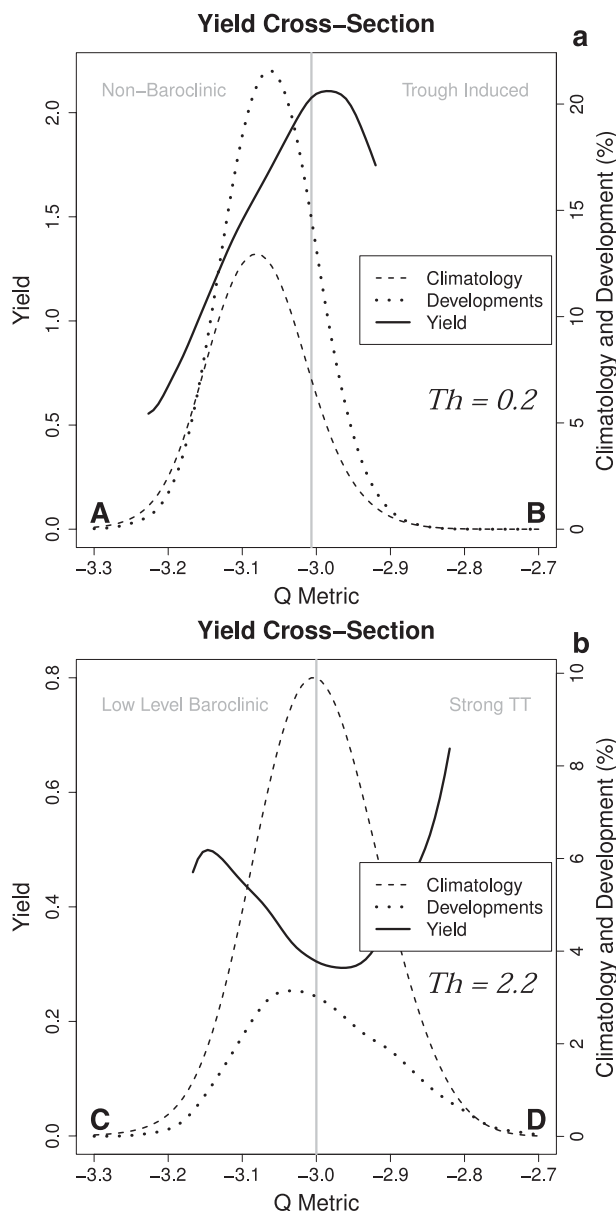 Yield Cross–Section
a
Non–Baroclinic
Trough Induced
Yield
0.0
0.5
1.0
1.5
2.0
Climatology and Development (%)
0
5
10
15
20
Climatology
Developments
Yield
Th = 0.2
A
B
−3.3 −3.2 −3.1 −3.0 −2.9 −2.8 −2.7
Q Metric
Yield Cross–Section
b
Low Level Baroclinic
Strong TT
Yield
0.0
0.2
0.4
0.6
0.8
Climatology and Development (%)
0
2
4
6
8
10
Climatology
Developments
Yield
Th = 2.2
C
D
−3.3 −3.2 −3.1 −3.0 −2.9 −2.8 −2.7
Q Metric